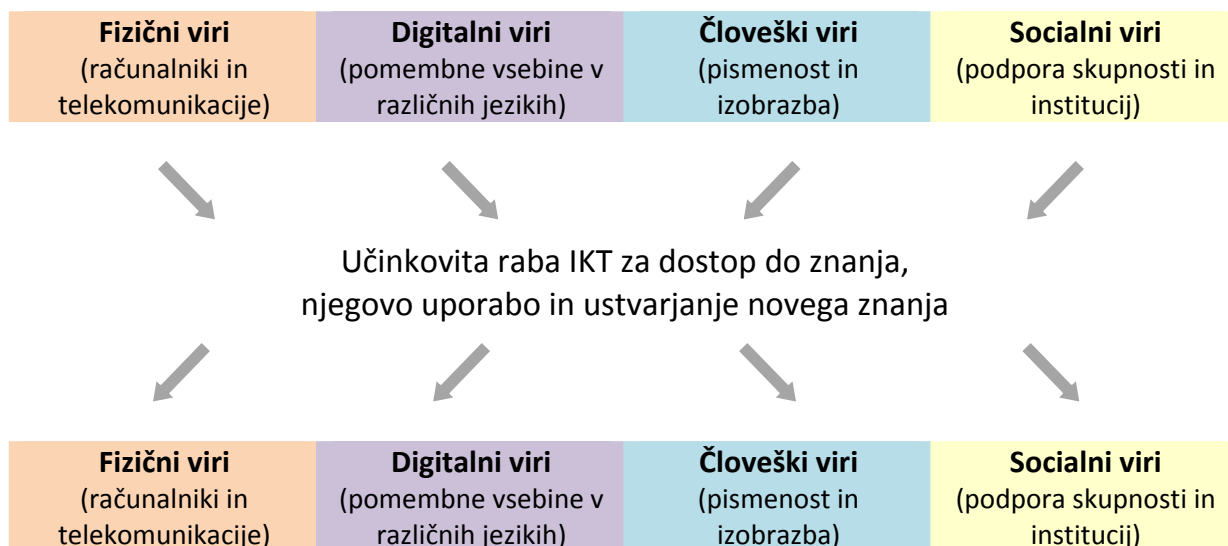 Fizični viri
(računalniki in
telekomunikacije)
Digitalni viri
(pomembne vsebine v
različnih jezikih)
Človeški viri
(pismenost in
izobrazba)
Socialni viri
(podpora skupnosti in
institucij)
Učinkovita raba IKT za dostop do znanja,
njegovo uporabo in ustvarjanje novega znanja
Fizični viri
(računalniki in
telekomunikacije)
Digitalni viri
(pomembne vsebine v
različnih jezikih)
Človeški viri
(pismenost in
izobrazba)
Socialni viri
(podpora skupnosti in
institucij)